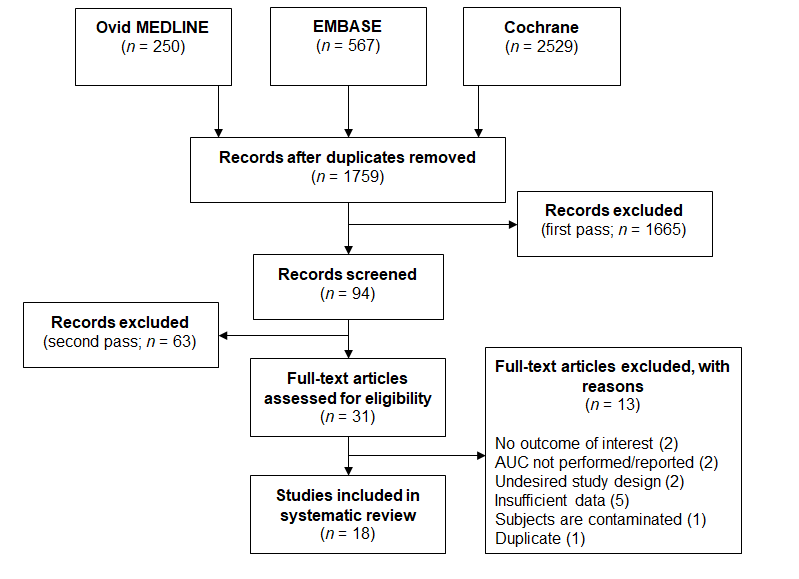 Ovid MEDLINE
(n = 250)
EMBASE
(n = 567)
Cochrane
(n = 2529)
Records after duplicates removed
(n = 1759)
Records excluded
(first pass; n = 1665)
Records screened
(n = 94)
Records excluded
(second pass; n = 63)
Full-text articles
assessed for eligibility
(n = 31)
Full-text articles excluded, with
reasons
(n = 13)
No outcome of interest (2)
AUC not performed/reported (2)
Undesired study design (2)
Insufficient data (5)
Subjects are contaminated (1)
Duplicate (1)
Studies included in
systematic review
(n = 18)